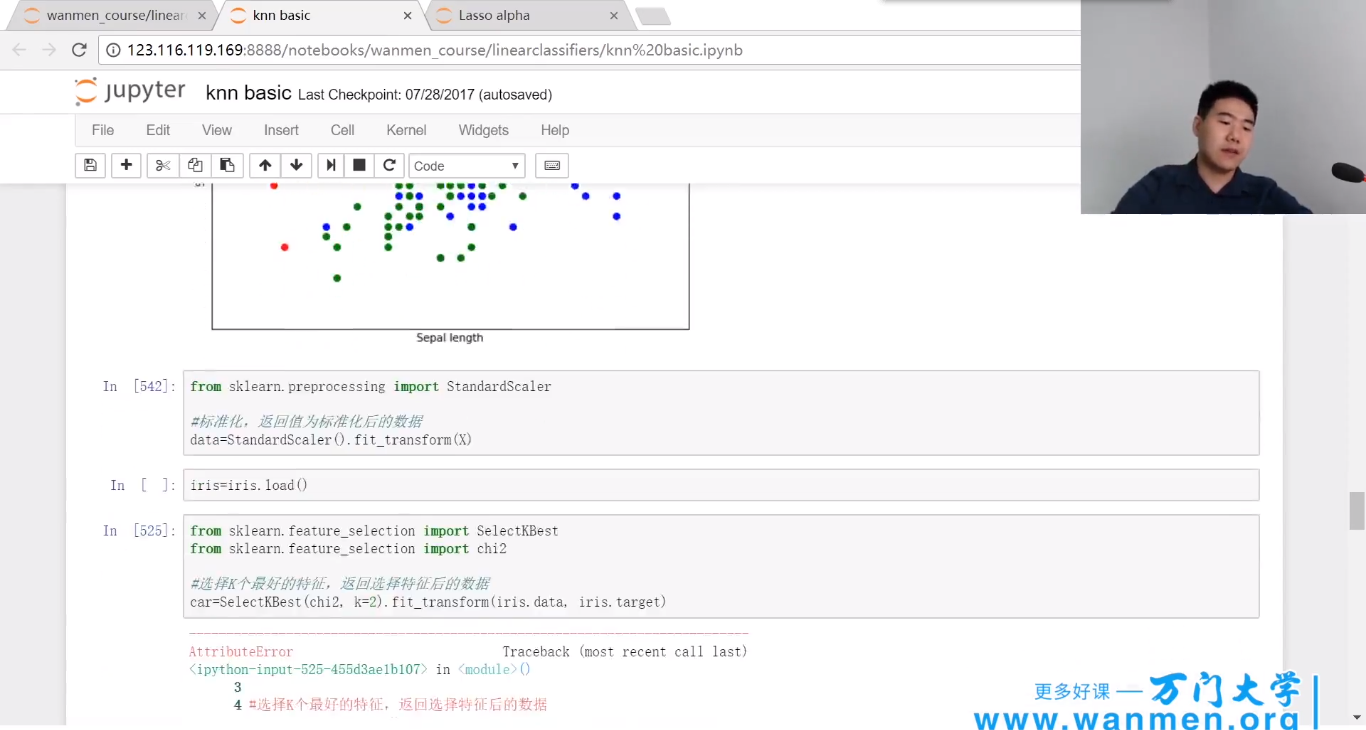 wanmen_course/linear
knn basic
Lasso alpha
123.116.119.169:8888/notebooks/wanmen_course/linearclassifiers/knn%20basic.ipynb
jupyter knn basic Last Checkpoint: 07/28/2017 (autosaved)
File Edit View Insert Cell Kernel Widgets Help
Code
Sepal length
In [542]: from sklearn.preprocessing import StandardScaler
#标准化，返回值为标准化后的数据
data=StandardScaler().fit_transform(X)
In [ ]: iris=iris.load()
In [525]: from sklearn.feature_selection import SelectKBest
from sklearn.feature_selection import chi2
#选择K个最好的特征，返回选择特征后的数据
car=SelectKBest(chi2, k=2).fit_transform(iris.data, iris.target)
AttributeError Traceback (most recent call last)
<ipython-input-525-455d3ae1b107> in <module>()
3
4 #选择K个最好的特征，返回选择特征后的数据
更多好课 — 万门大学
www.wanmen.org